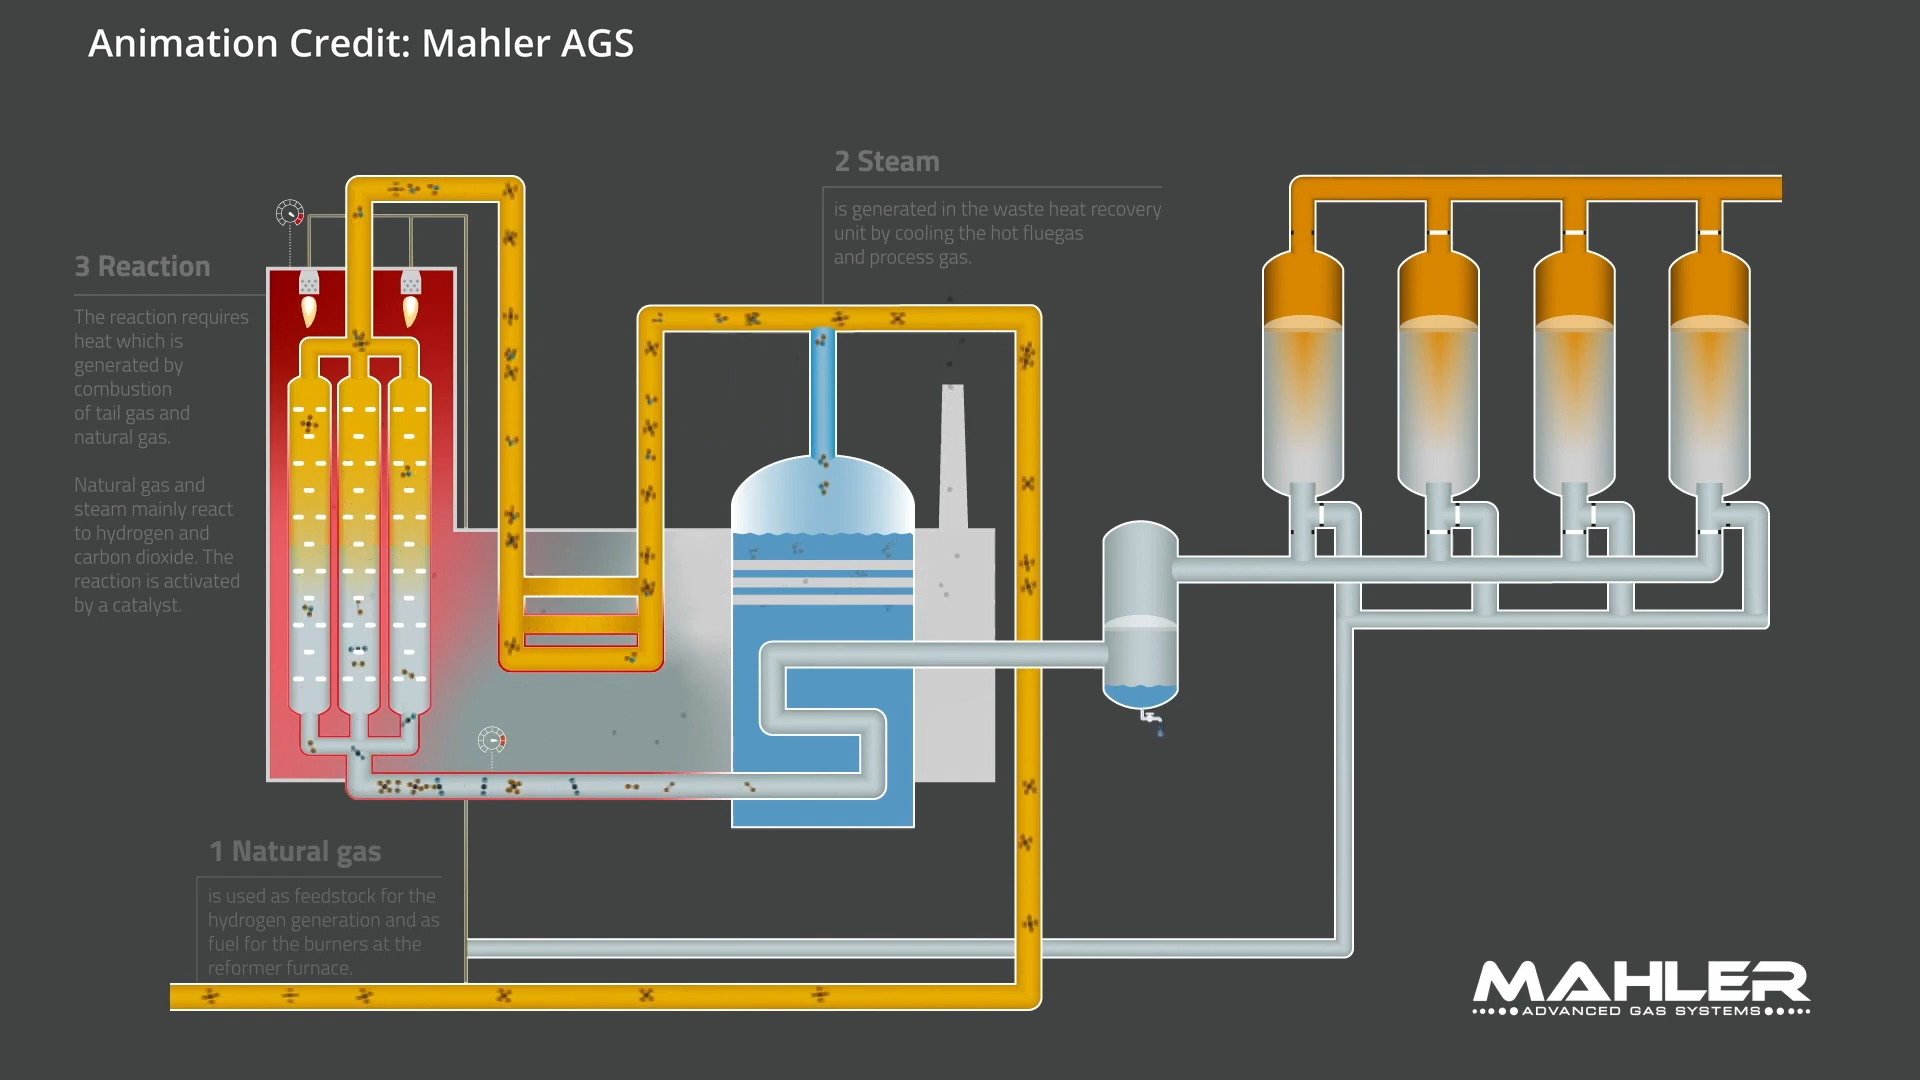 Animation Credit: Mahler AGS
2 Steam
is generated in the waste heat recovery
unit by cooling the hot fluegas
and process gas.
3 Reaction
The reaction requires
heat which is
generated by
combustion
of tail gas and
natural gas.
Natural gas and
steam mainly react
to hydrogen and
carbon dioxide. The
reaction is activated
by a catalyst.
1 Natural gas
is used as feedstock for the
hydrogen generation and as
fuel for the burners at the
reformer furnace.
MAHLER
ADVANCED GAS SYSTEMS